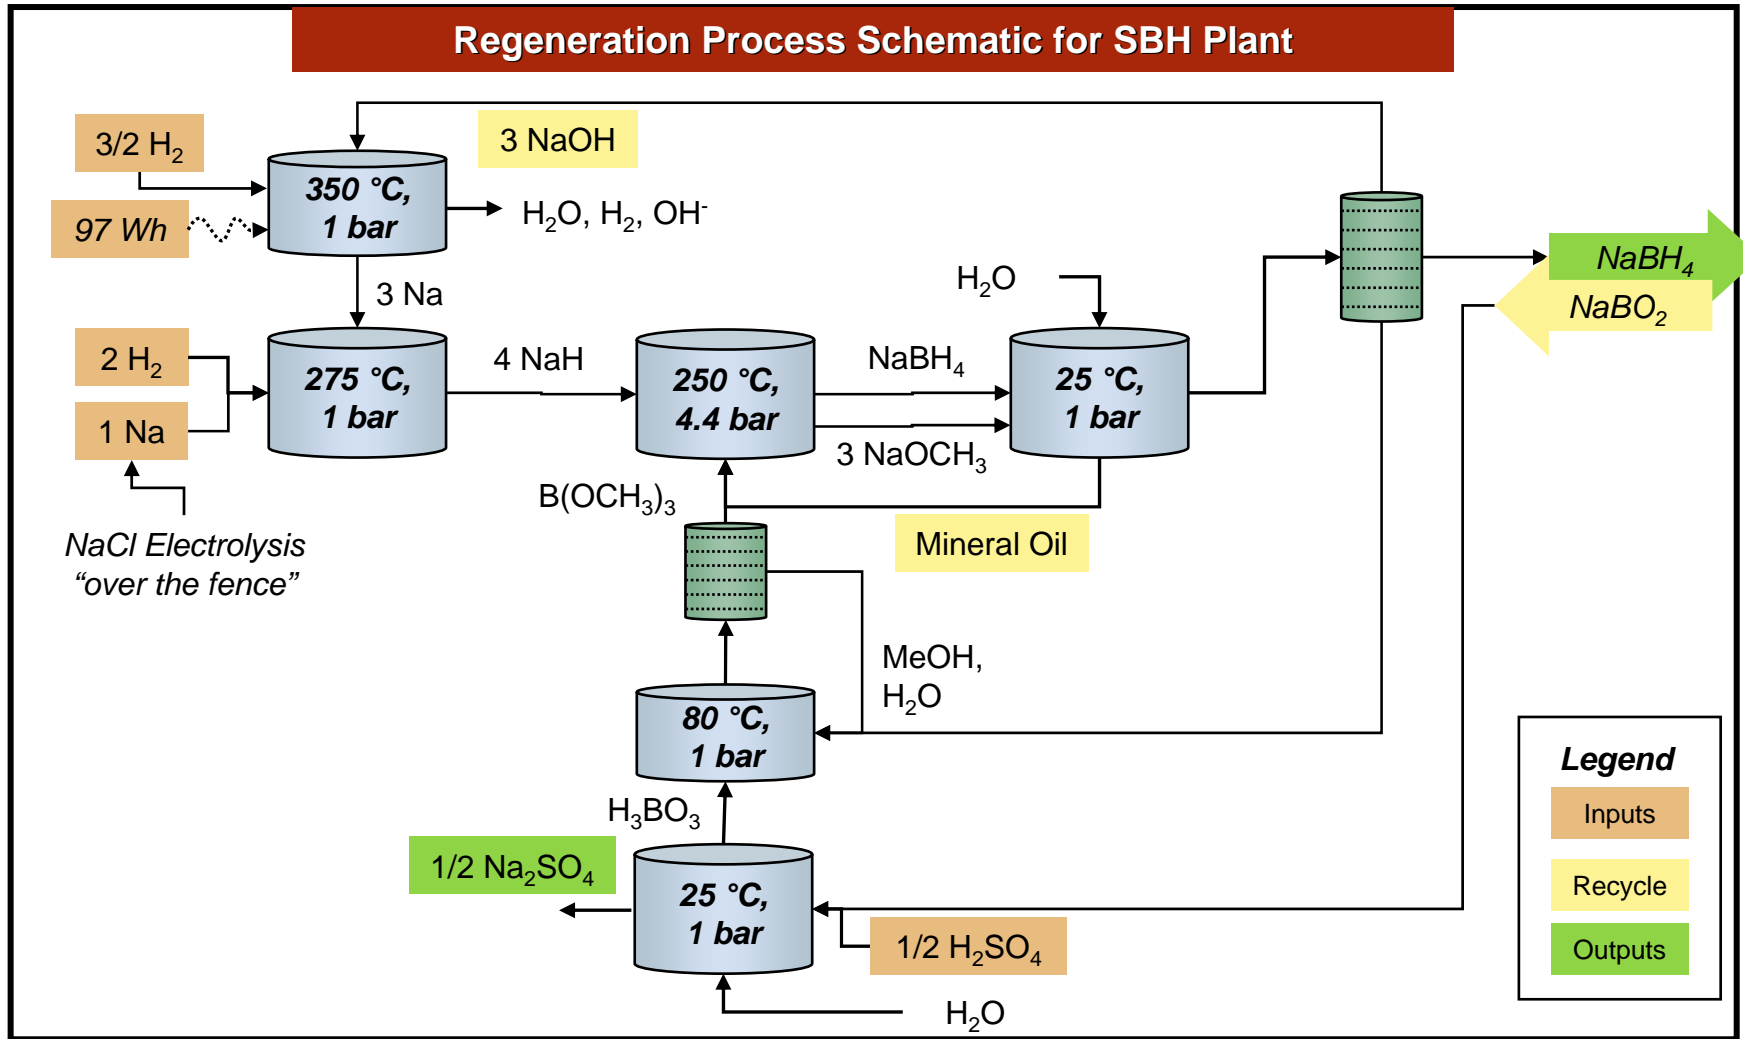 Regeneration Process Schematic for SBH Plant
3/2 H₂
97 Wh
350 °C,
1 bar
3 NaOH
H₂O, H₂, OH⁻
3 Na
2 H₂
1 Na
275 °C,
1 bar
4 NaH
250 °C,
4.4 bar
NaBH₄
3 NaOCH₃
H₂O
25 °C,
1 bar
NaBH₄
NaBO₂
NaCl Electrolysis
“over the fence”
B(OCH₃)₃
Mineral Oil
MeOH,
H₂O
80 °C,
1 bar
H₃BO₃
1/2 Na₂SO₄
25 °C,
1 bar
1/2 H₂SO₄
H₂O
Legend
Inputs
Recycle
Outputs